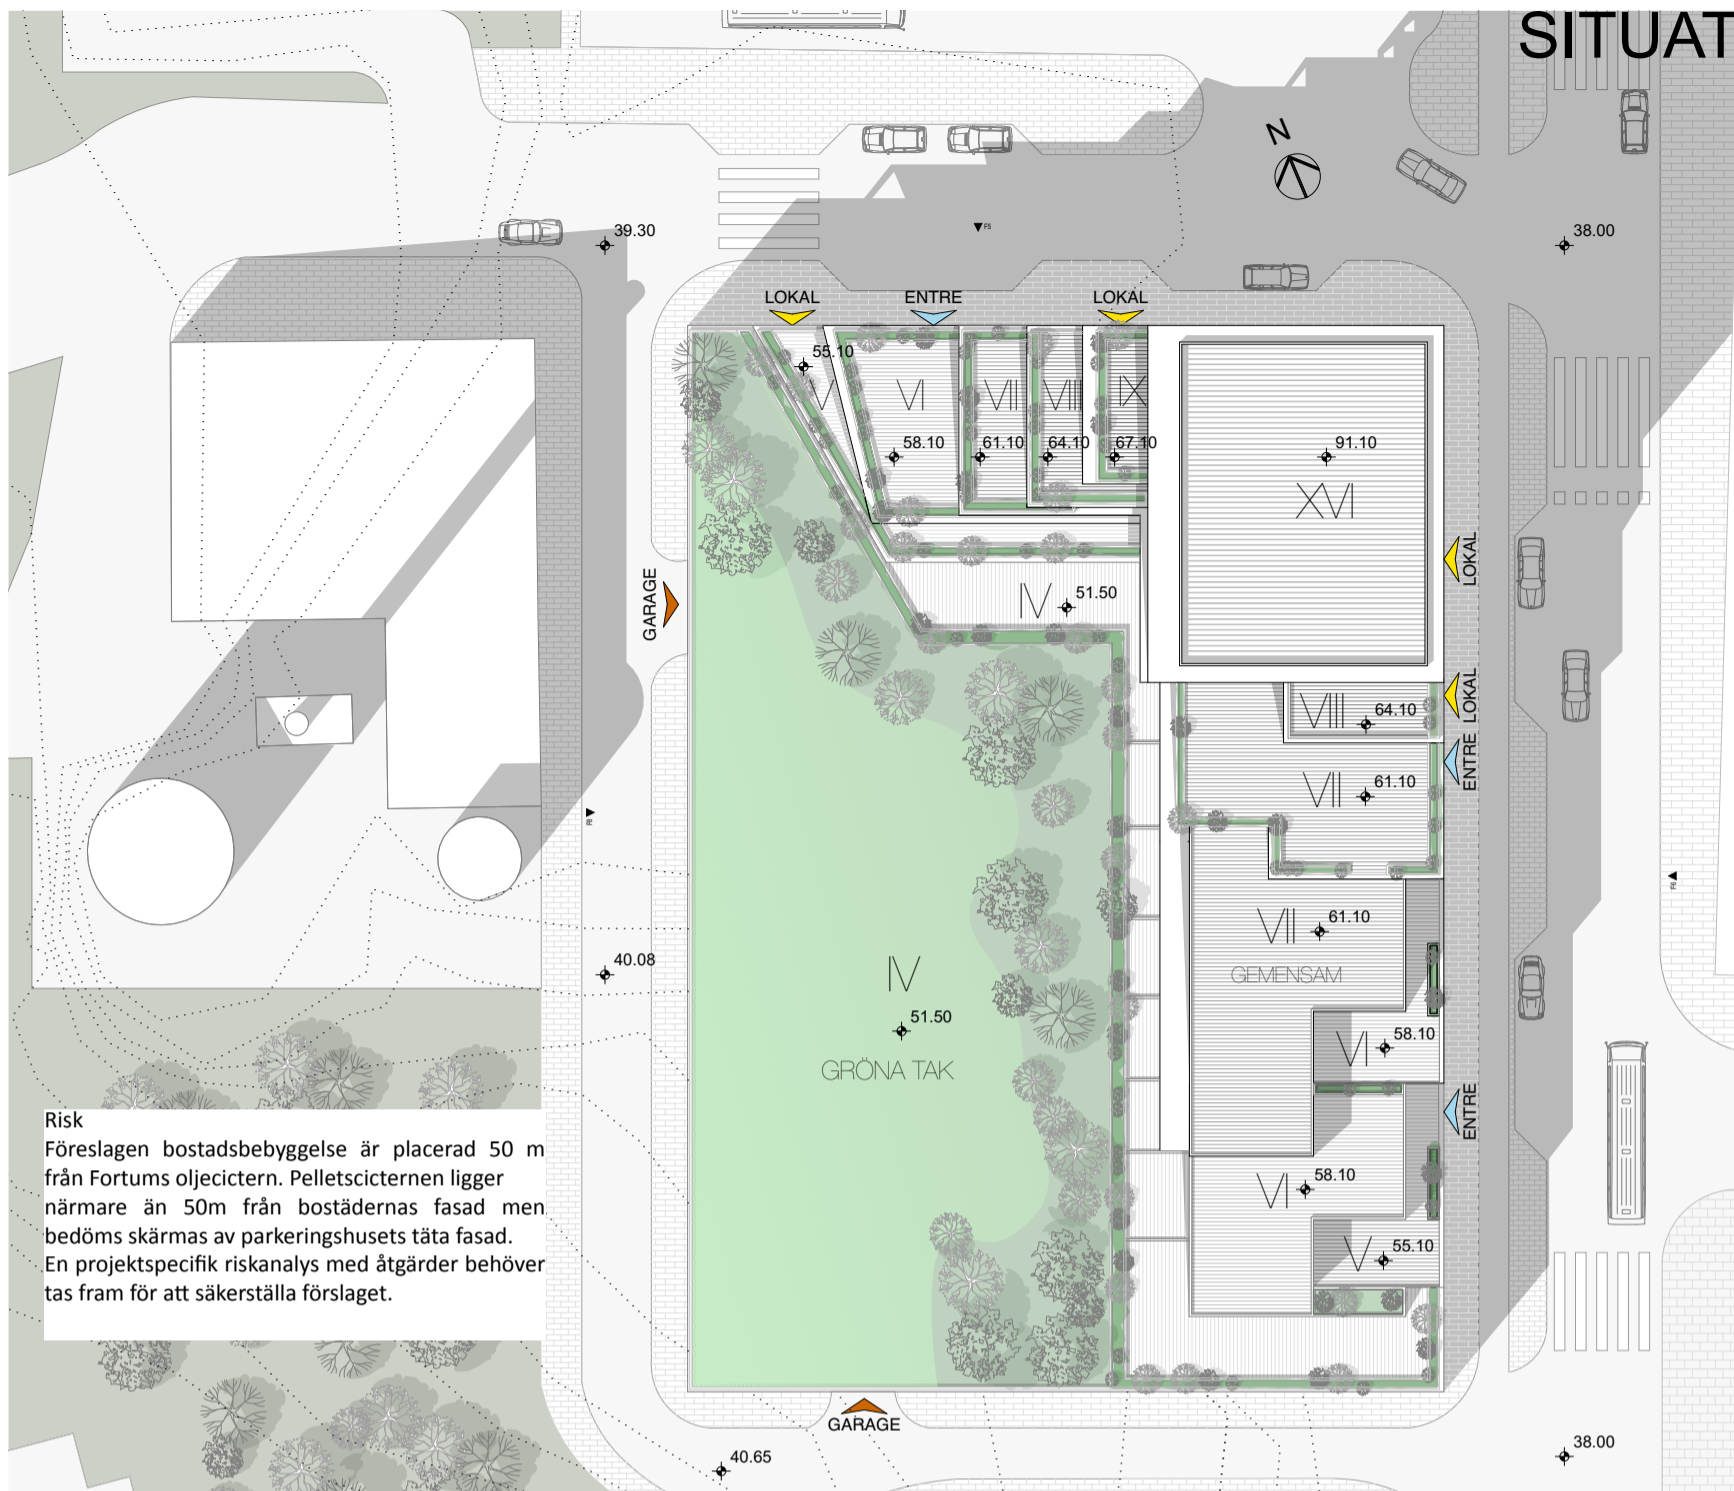 SITUAT
N
39.30
F5
38.00
LOKAL
ENTRE
LOKAL
55.10
V
VI
VII
VIII
IX
58.10
61.10
64.10
67.10
91.10
XVI
LOKAL
GARAGE
IV
51.50
LOKAL
VIII
64.10
ENTRE
VII
61.10
F8
F6
VII
61.10
GEMENSAM
40.08
IV
51.50
GRÖNA TAK
VI
58.10
ENTRE
Risk
Föreslagen bostadsbebyggelse är placerad 50 m
från Fortums oljecictern. Pelletscicternen ligger
närmare än 50m från bostädernas fasad men
bedöms skärmas av parkeringshusets täta fasad.
En projektspecifik riskanalys med åtgärder behöver
tas fram för att säkerställa förslaget.
VI
58.10
V
55.10
GARAGE
40.65
38.00